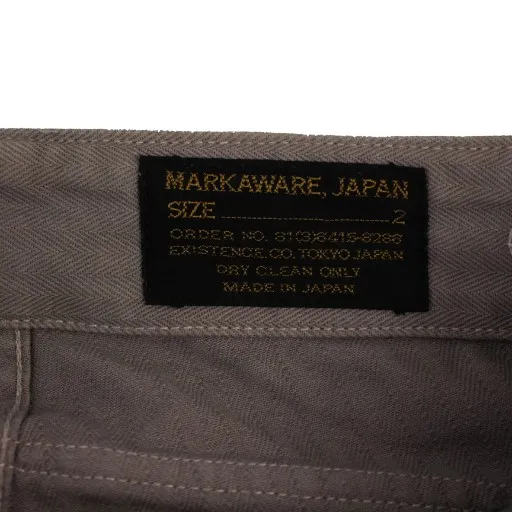 MARKAWARE, JAPAN
SIZE ........................ 2
ORDER NO. 81(3)6415-8286
EXISTENCE.CO.TOKYO JAPAN
DRY CLEAN ONLY
MADE IN JAPAN